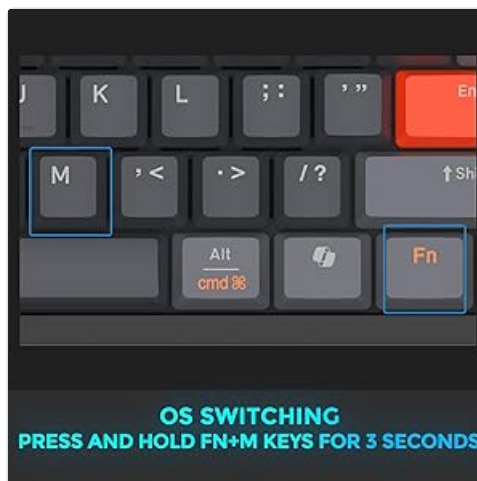 J K L ; : ' " En
M , < . > / ? ↑ Shi
Alt
cmd ⌘ Fn
OS SWITCHING
PRESS AND HOLD FN+M KEYS FOR 3 SECONDS